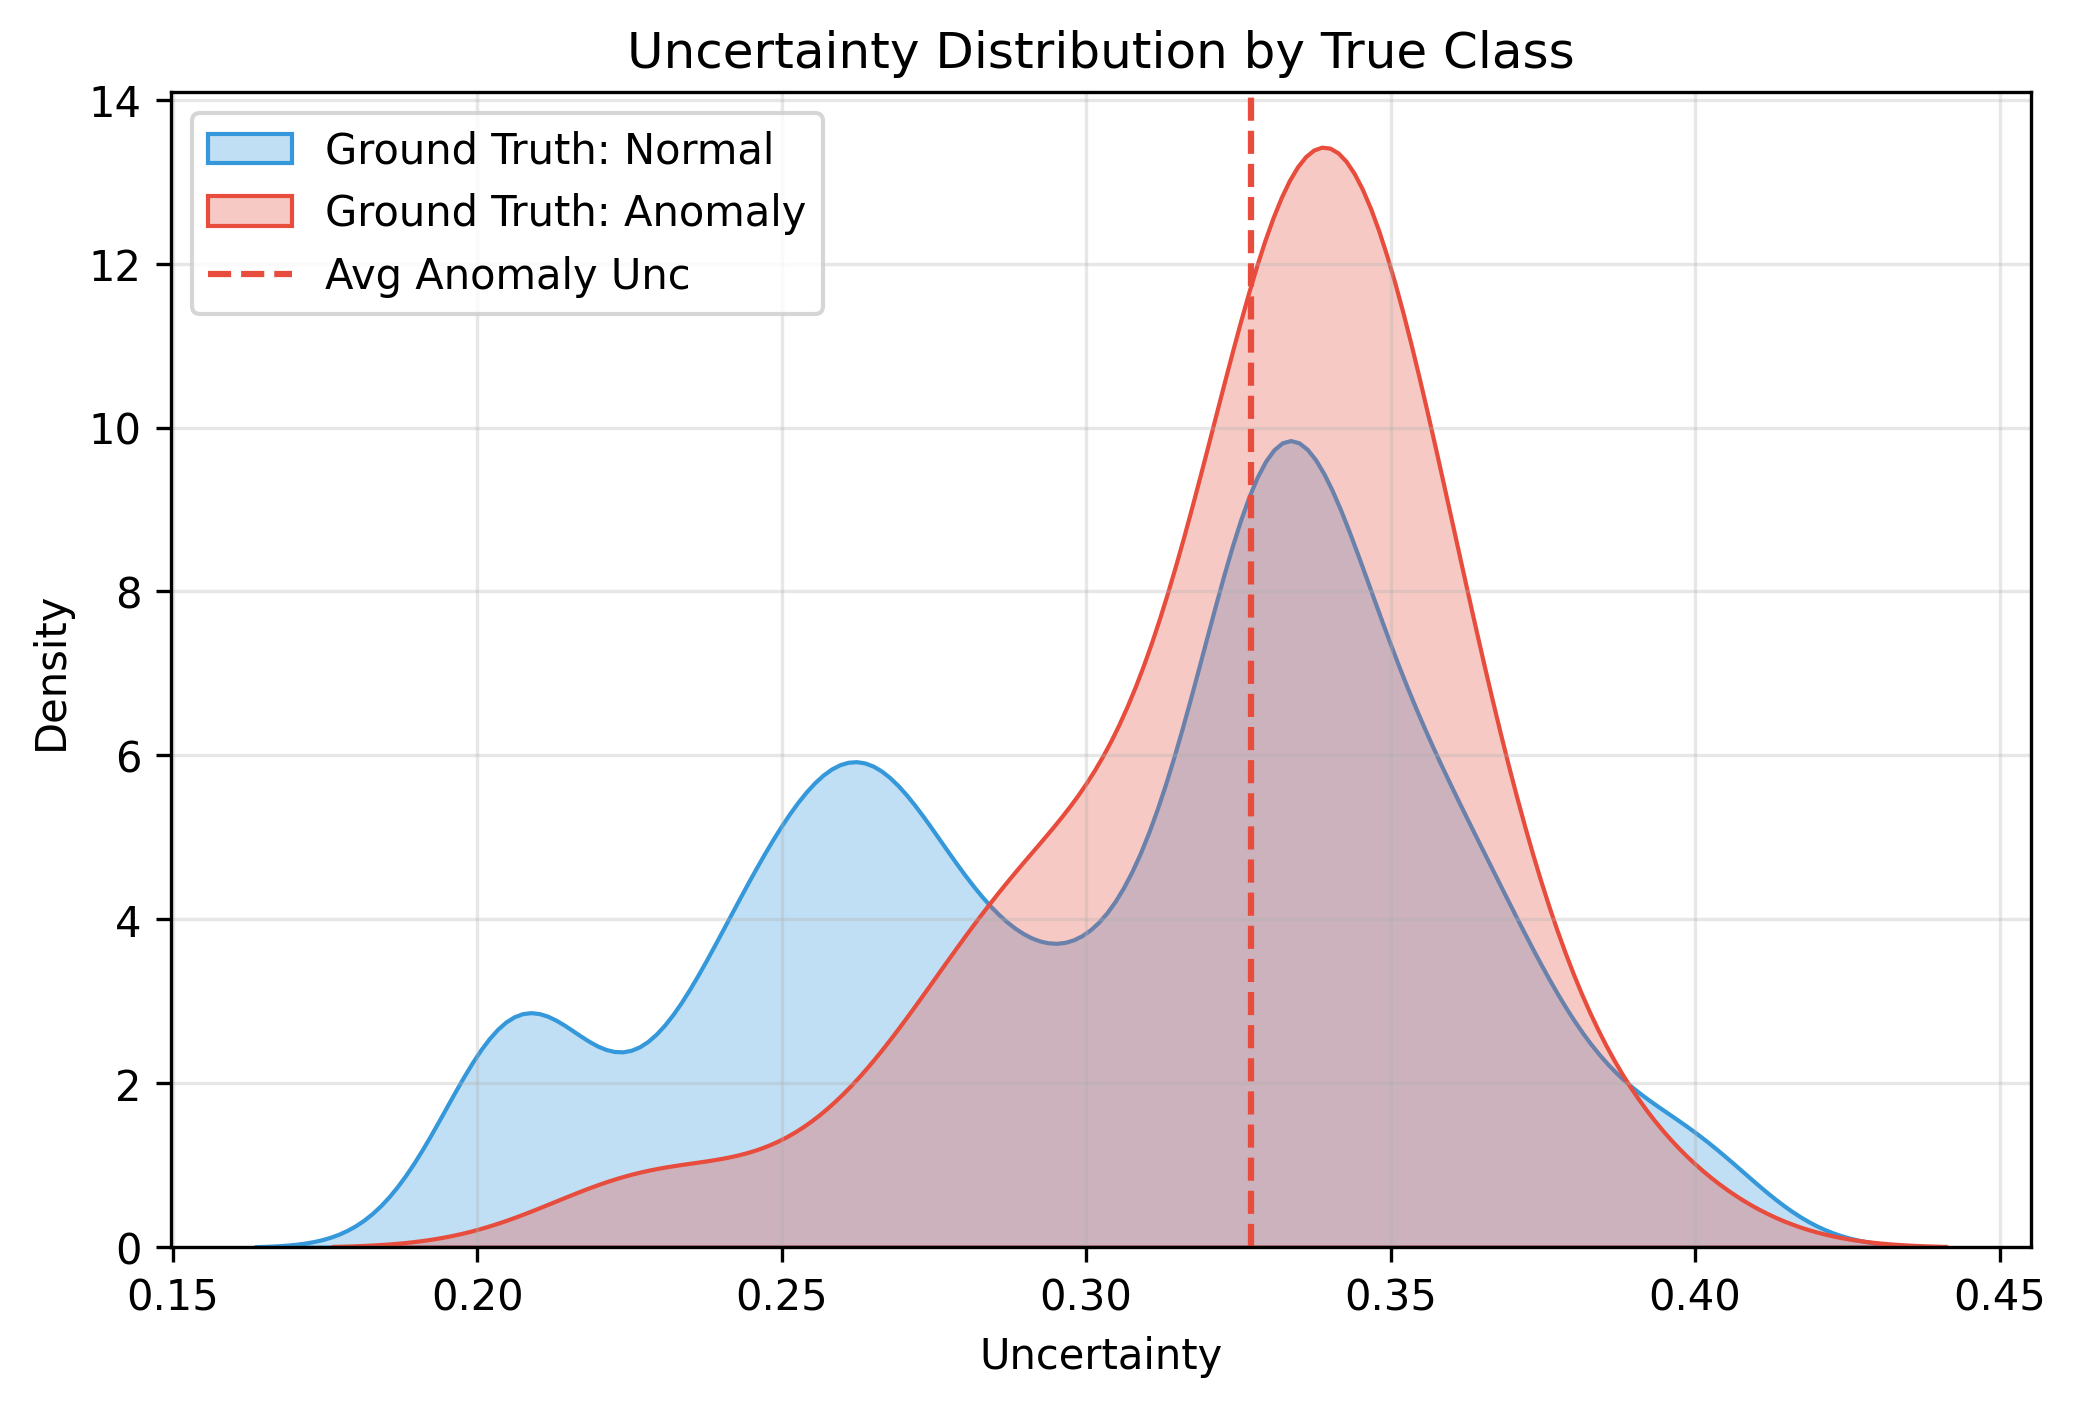 Uncertainty Distribution by True Class
14
12
10
8
6
4
2
0
Density
Ground Truth: Normal
Ground Truth: Anomaly
Avg Anomaly Unc
0.15 0.20 0.25 0.30 0.35 0.40 0.45
Uncertainty